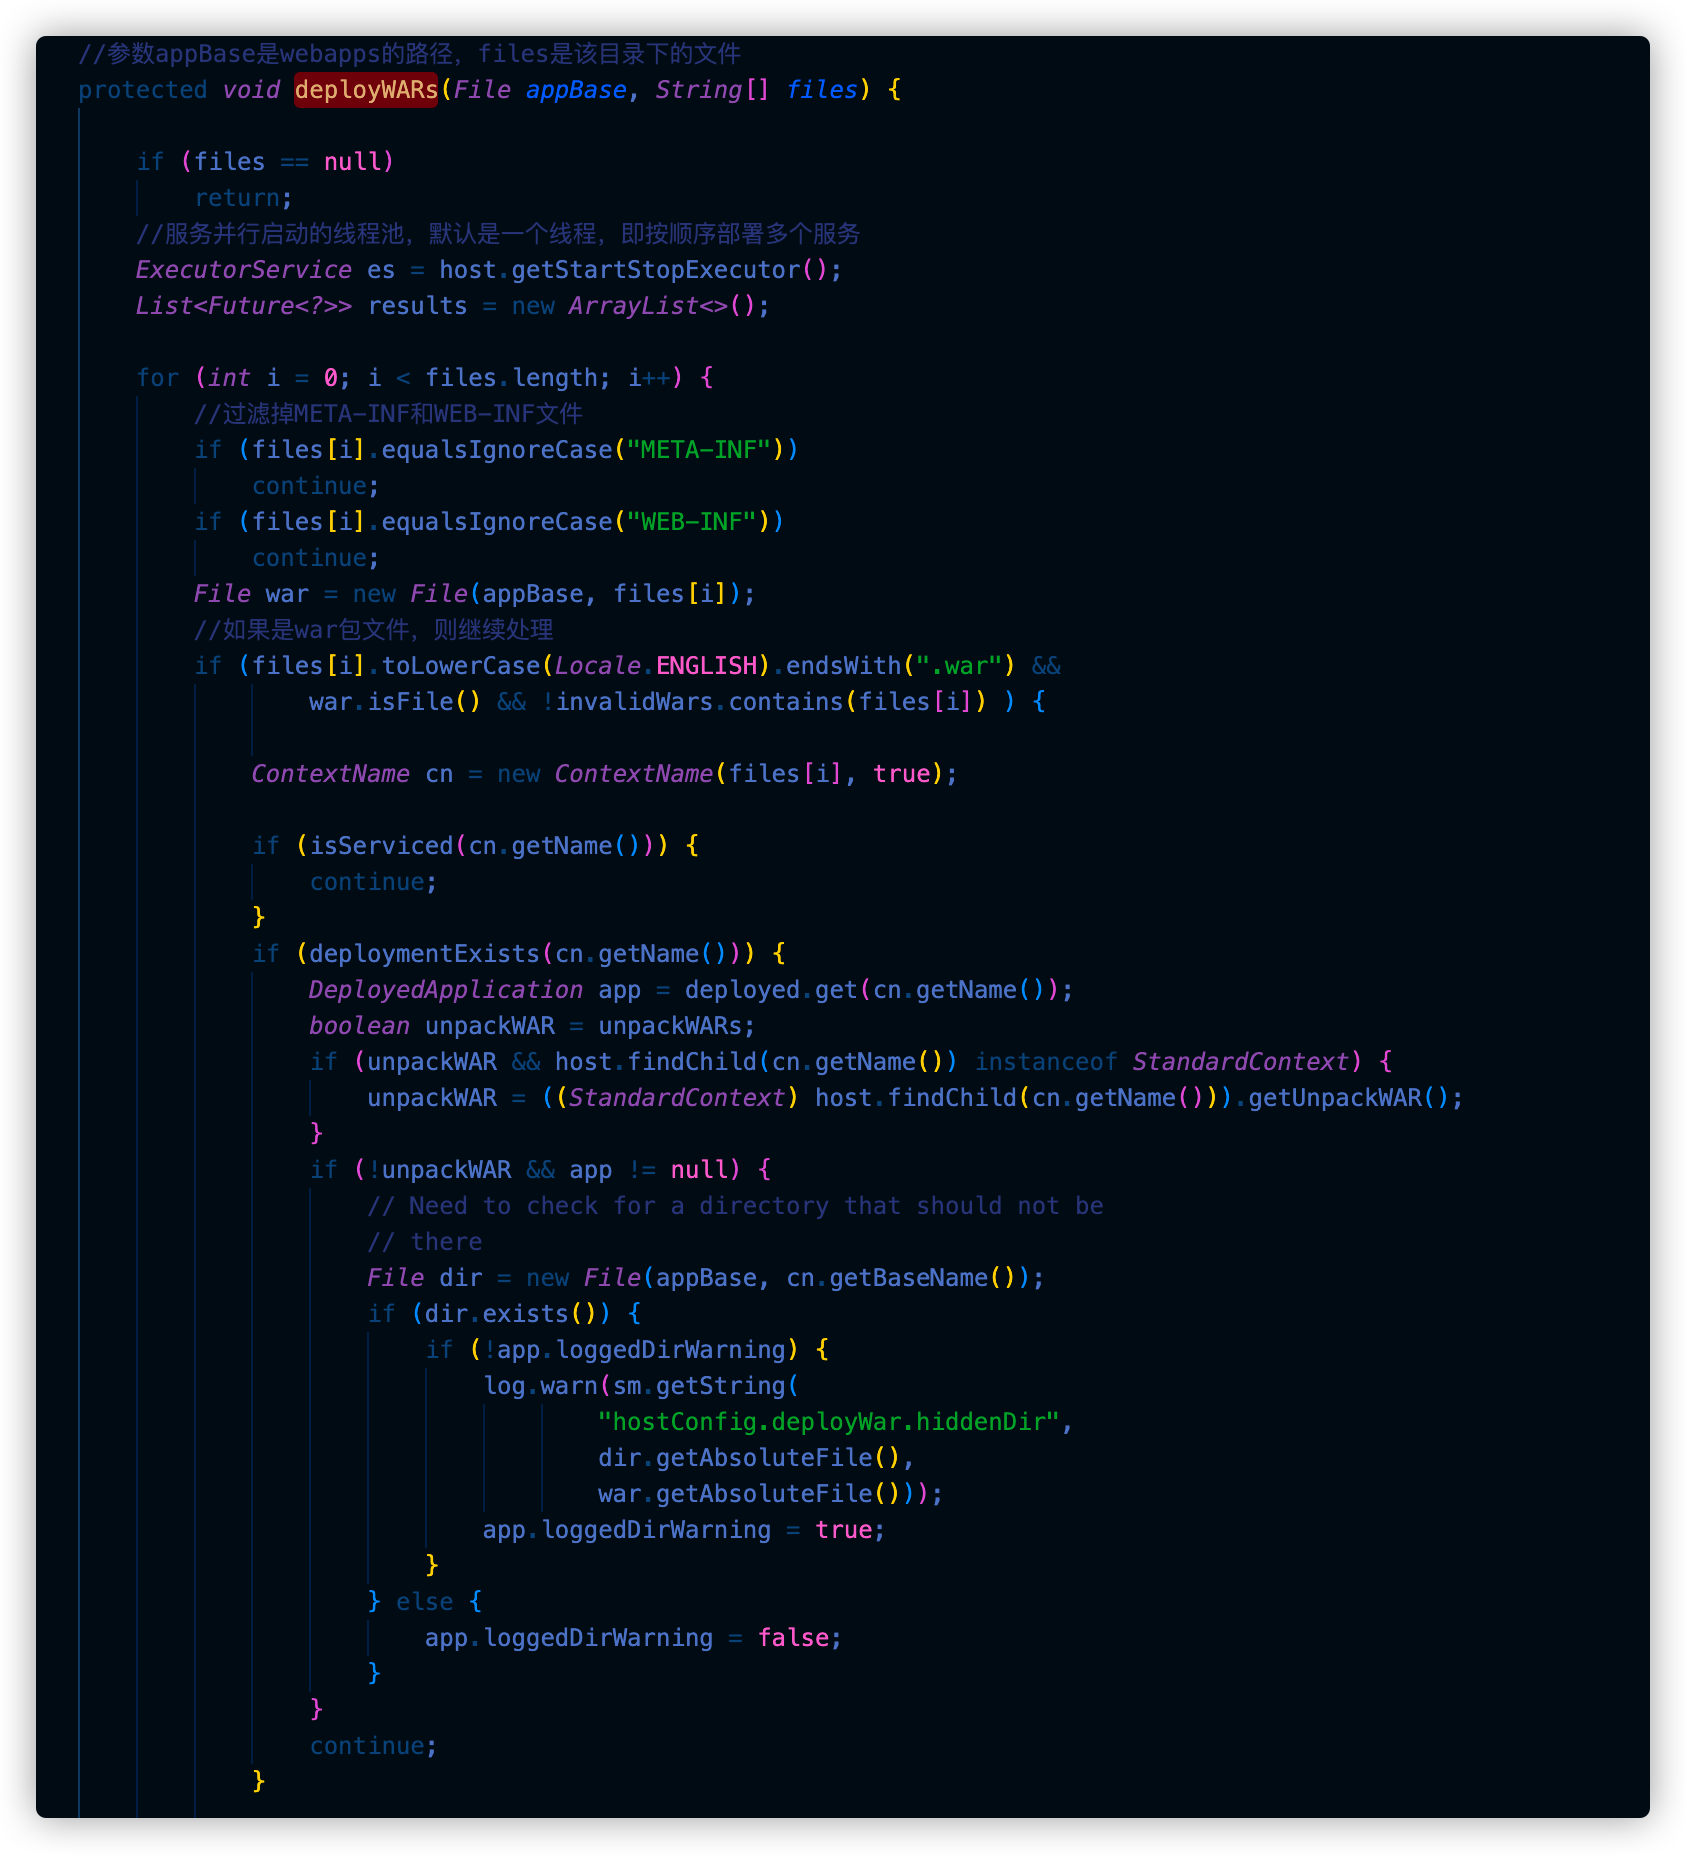 //参数appBase是webapps的路径，files是该目录下的文件
protected void deployWARs(File appBase, String[] files) {
if (files == null)
return;
//服务并行启动的线程池，默认是一个线程，即按顺序部署多个服务
ExecutorService es = host.getStartStopExecutor();
List<Future<?>> results = new ArrayList<>();
for (int i = 0; i < files.length; i++) {
//过滤掉META-INF和WEB-INF文件
if (files[i].equalsIgnoreCase("META-INF"))
continue;
if (files[i].equalsIgnoreCase("WEB-INF"))
continue;
File war = new File(appBase, files[i]);
//如果是war包文件，则继续处理
if (files[i].toLowerCase(Locale.ENGLISH).endsWith(".war") &&
war.isFile() && !invalidWars.contains(files[i]) ) {
ContextName cn = new ContextName(files[i], true);
if (isServiced(cn.getName())) {
continue;
}
if (deploymentExists(cn.getName())) {
DeployedApplication app = deployed.get(cn.getName());
boolean unpackWAR = unpackWARs;
if (unpackWAR && host.findChild(cn.getName()) instanceof StandardContext) {
unpackWAR = ((StandardContext) host.findChild(cn.getName())).getUnpackWAR();
}
if (!unpackWAR && app != null) {
// Need to check for a directory that should not be
// there
File dir = new File(appBase, cn.getBaseName());
if (dir.exists()) {
if (!app.loggedDirWarning) {
log.warn(sm.getString(
"hostConfig.deployWar.hiddenDir",
dir.getAbsoluteFile(),
war.getAbsoluteFile()));
app.loggedDirWarning = true;
}
} else {
app.loggedDirWarning = false;
}
}
continue;
}